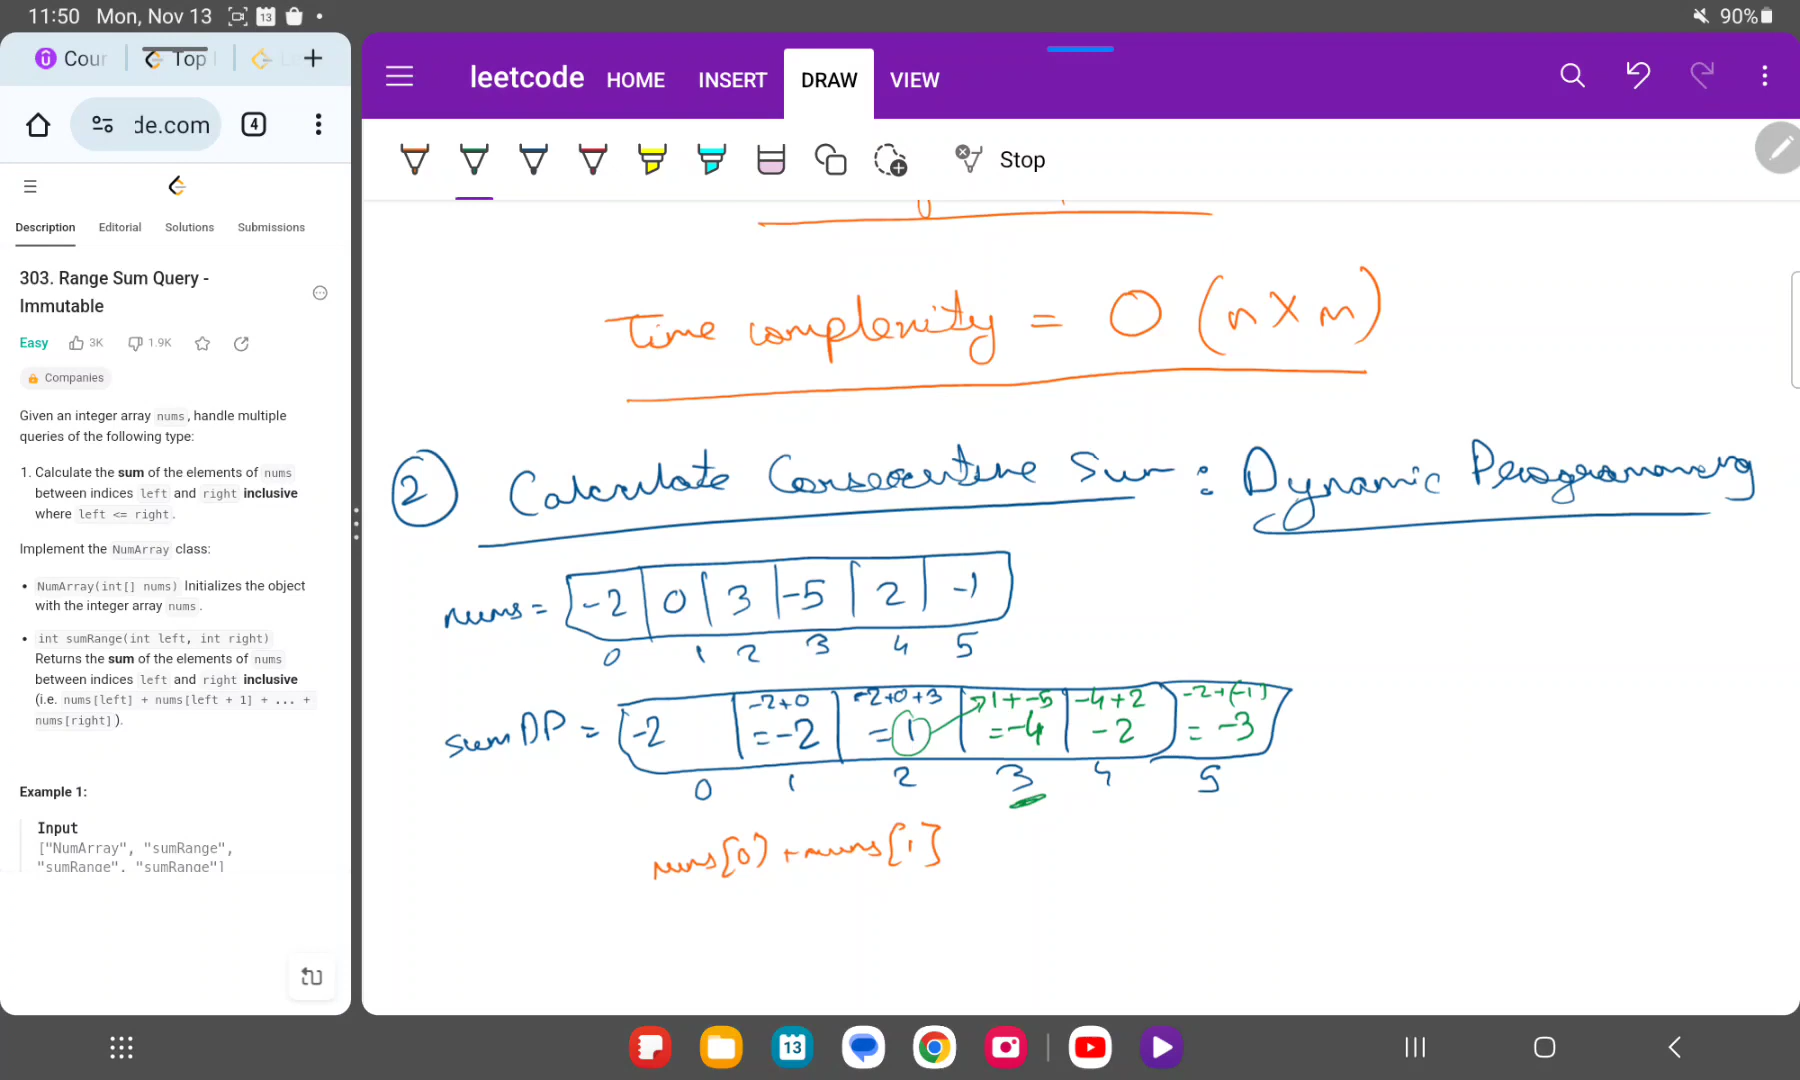 11:50 Mon, Nov 13
13
90%
Cour
Top
de.com
4
Description Editorial Solutions Submissions
303. Range Sum Query - Immutable
Easy 3K 1.9K
Companies
Given an integer array nums, handle multiple
queries of the following type:
1. Calculate the sum of the elements of nums
between indices left and right inclusive
where left <= right.
Implement the NumArray class:
• NumArray(int[] nums) Initializes the object
with the integer array nums.
• int sumRange(int left, int right)
Returns the sum of the elements of nums
between indices left and right inclusive
(i.e. nums[left] + nums[left + 1] + ... +
nums[right]).
Example 1:
Input
["NumArray", "sumRange",
"sumRange", "sumRange"]
leetcode HOME INSERT DRAW VIEW
Stop
Time complexity = O (n X m)
2 Calculate Consecutive Sum : Dynamic Programming
nums = -2 0 3 -5 2 -1
0 1 2 3 4 5
-2+0 -2+0+3 1+-5 -4+2 -2+(-1)
sumDP = -2 =-2 =1 =-4 -2 =-3
0 1 2 3 4 5
nums[0] + nums[1]
13